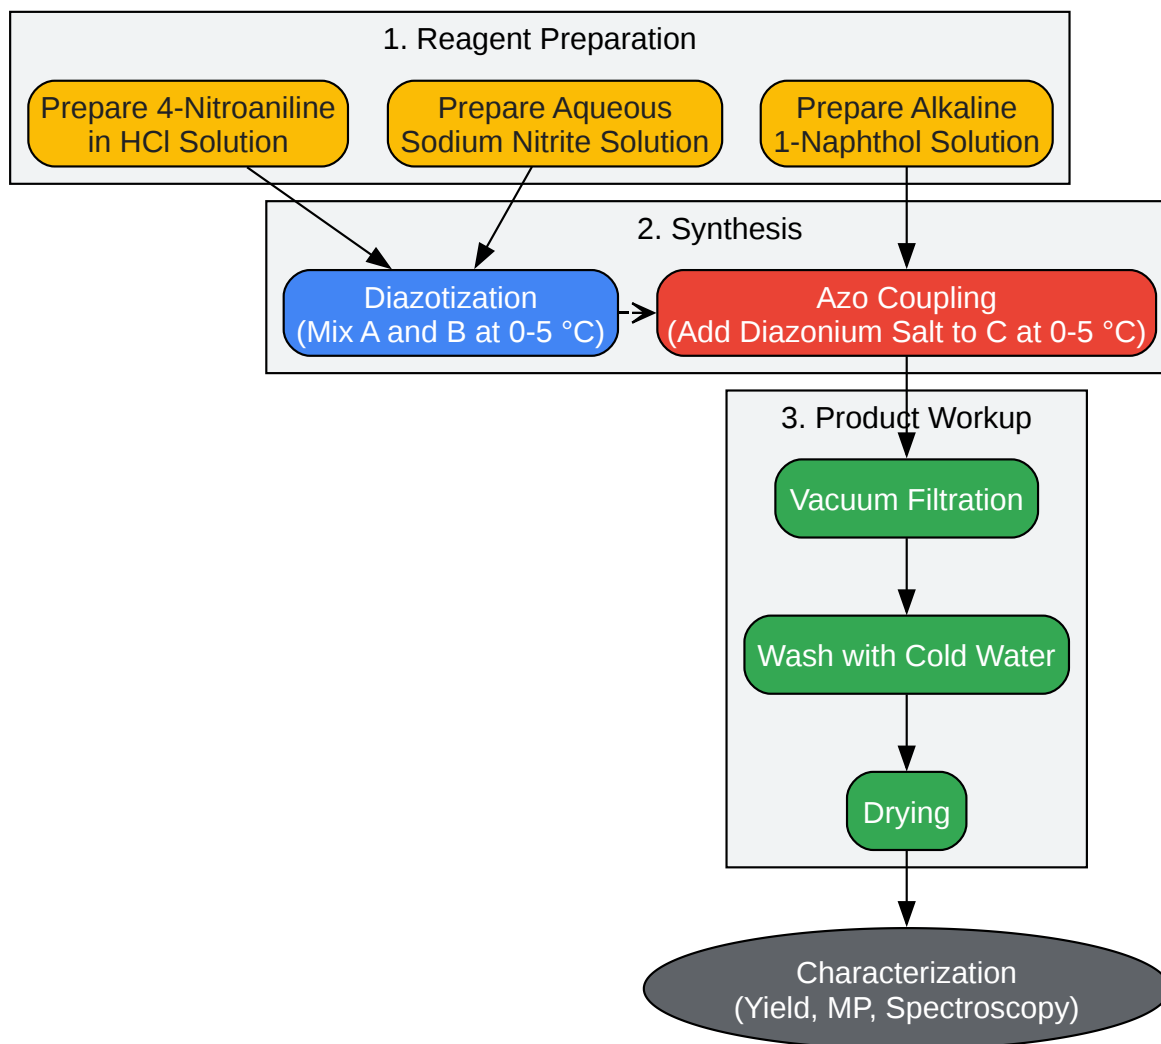 1. Reagent Preparation
Prepare 4-Nitroaniline
in HCl Solution
Prepare Aqueous
Sodium Nitrite Solution
Prepare Alkaline
1-Naphthol Solution
2. Synthesis
Diazotization
(Mix A and B at 0-5 °C)
Azo Coupling
(Add Diazonium Salt to C at 0-5 °C)
3. Product Workup
Vacuum Filtration
Wash with Cold Water
Drying
Characterization
(Yield, MP, Spectroscopy)